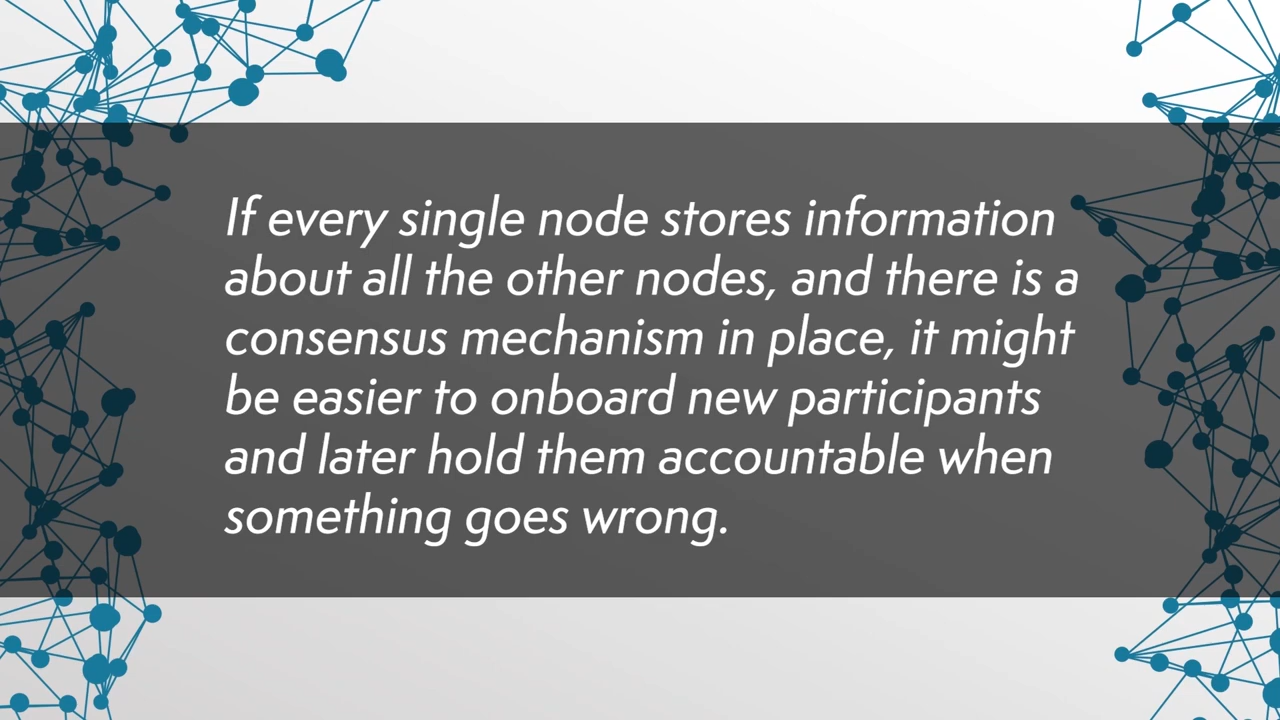 If every single node stores information
about all the other nodes, and there is a
consensus mechanism in place, it might
be easier to onboard new participants
and later hold them accountable when
something goes wrong.